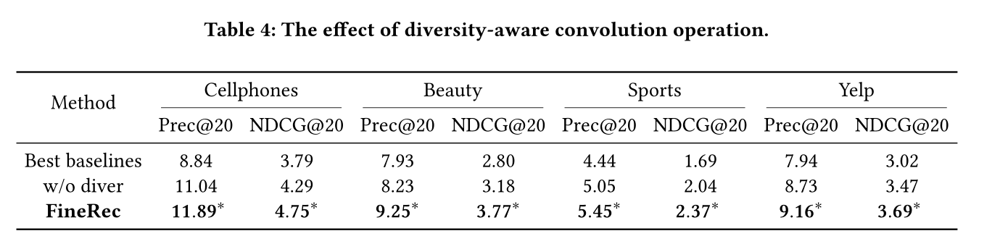 Table 4: The effect of diversity-aware convolution operation.
Method Cellphones Beauty Sports Yelp
Prec@20 NDCG@20 Prec@20 NDCG@20 Prec@20 NDCG@20 Prec@20 NDCG@20
Best baselines 8.84 3.79 7.93 2.80 4.44 1.69 7.94 3.02
w/o diver 11.04 4.29 8.23 3.18 5.05 2.04 8.73 3.47
FineRec 11.89* 4.75* 9.25* 3.77* 5.45* 2.37* 9.16* 3.69*